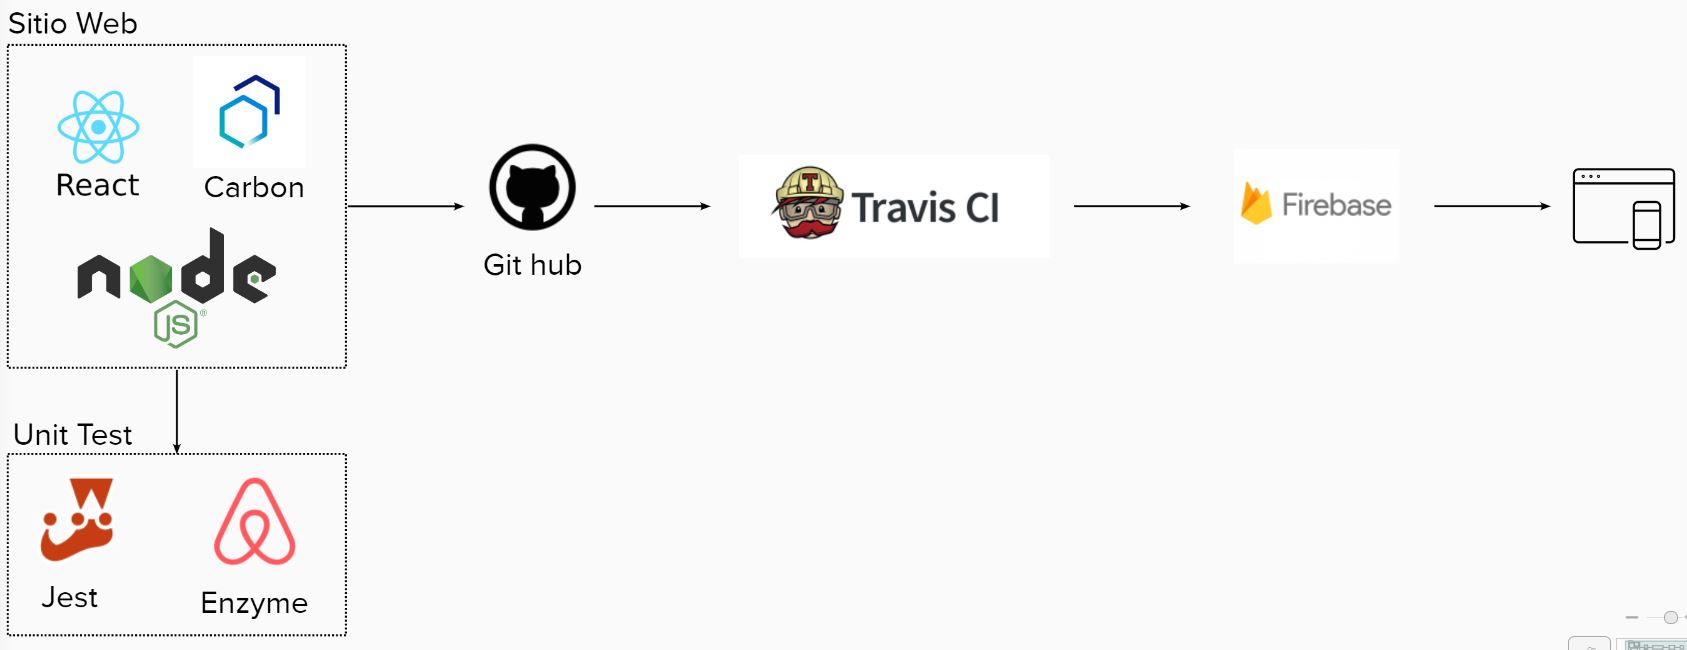 Sitio Web
React
Carbon
node
JS®
Git hub
T
Travis CI
Firebase
Unit Test
Jest
Enzyme